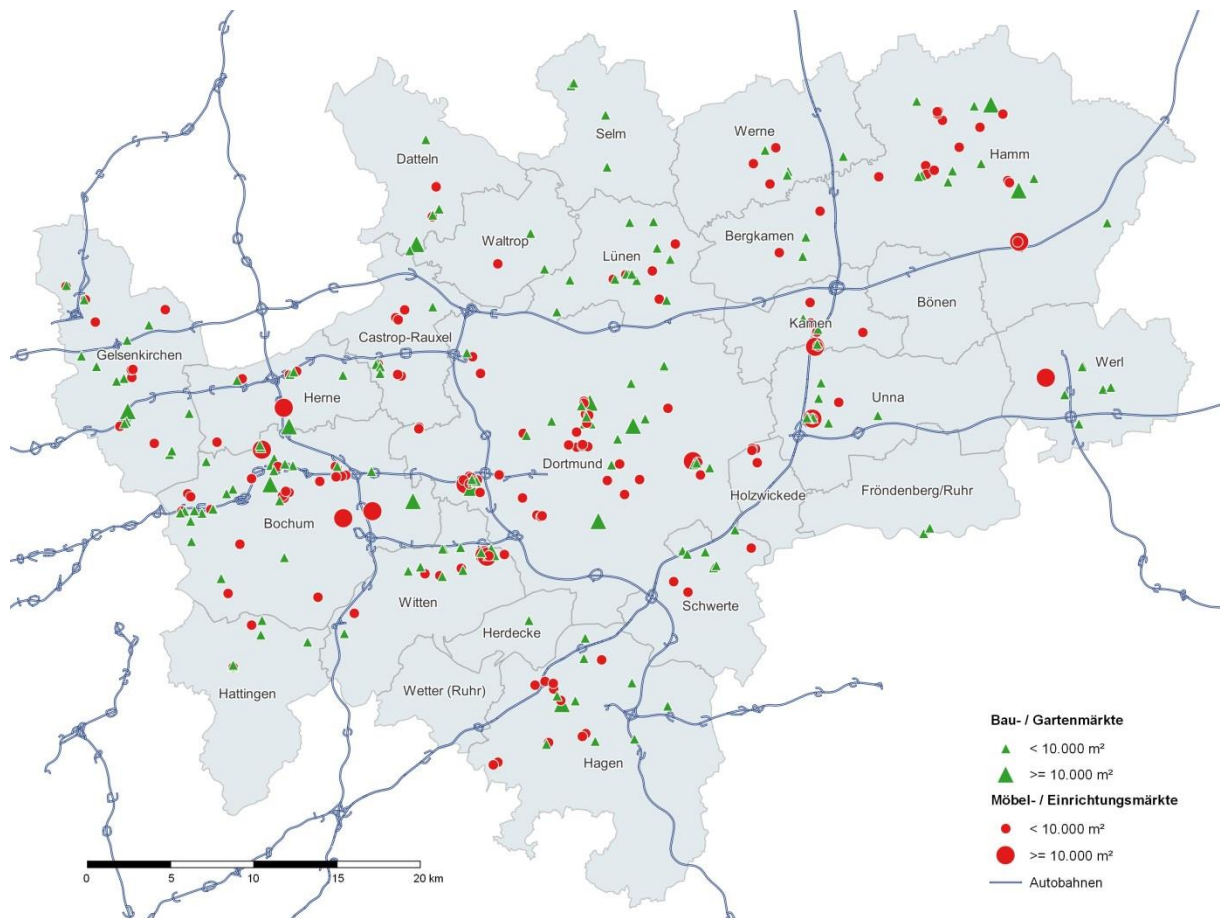 Selm
Werne
Datteln
Hamm
Waltrop
Bergkamen
Lünen
Bönen
Kamen
Castrop-Rauxel
Gelsenkirchen
Werl
Herne
Unna
Dortmund
Holzwickede
Fröndenberg/Ruhr
Bochum
Witten
Schwerte
Herdecke
Hattingen
Wetter (Ruhr)
Hagen
Bau- / Gartenmärkte
< 10.000 m²
>= 10.000 m²
Möbel- / Einrichtungsmärkte
< 10.000 m²
>= 10.000 m²
Autobahnen
0 5 10 15 20 km